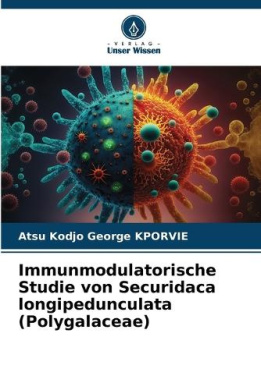 VERLAG
Unser Wissen
Atsu Kodjo George KPORVIE
Immunmodulatorische
Studie von Securidaca
longipedunculata
(Polygalaceae)